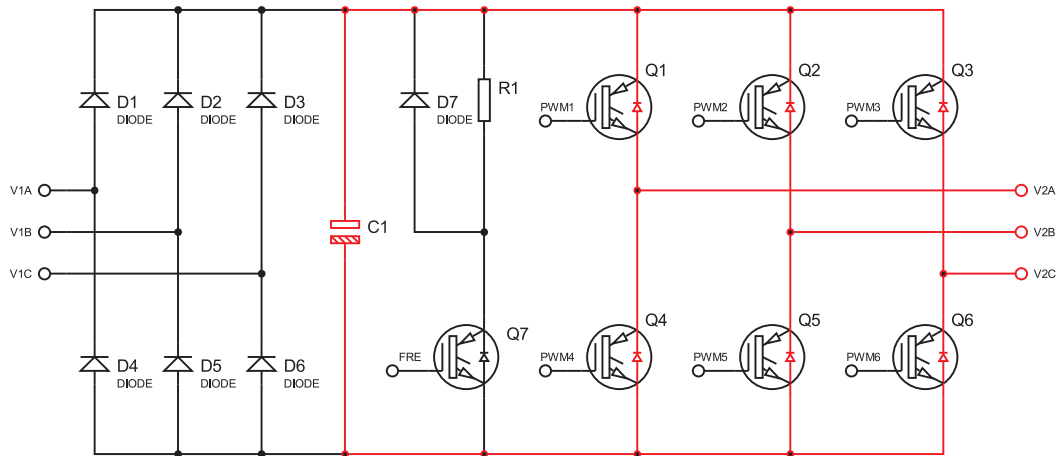 Q1
Q2
Q3
D1
DIODE
D2
DIODE
D3
DIODE
D7
DIODE
R1
PWM1
PWM2
PWM3
V1A
V1B
V1C
C1
V2A
V2B
V2C
Q7
Q4
Q5
Q6
D4
DIODE
D5
DIODE
D6
DIODE
FRE
PWM4
PWM5
PWM6